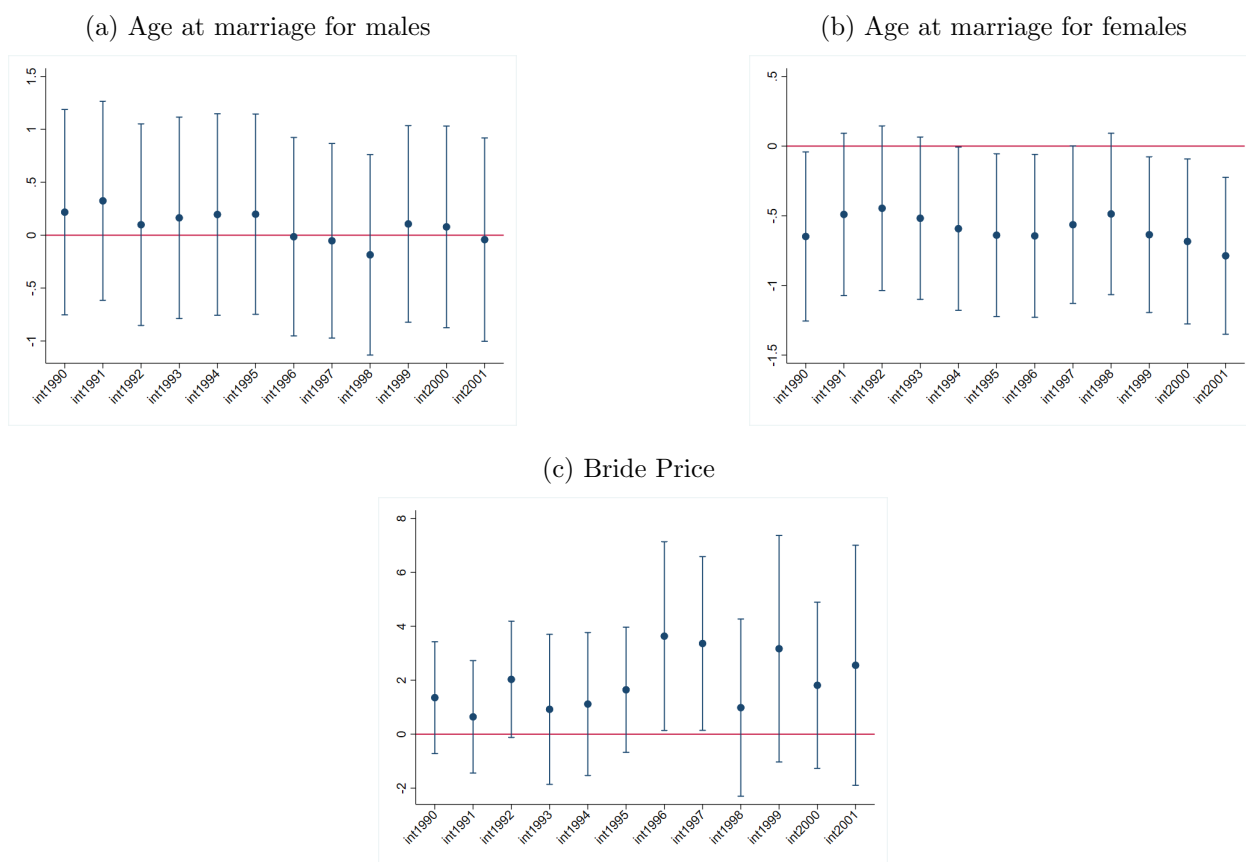 (a) Age at marriage for males
1.5
1
.5
0
-.5
-1
int1990 int1991 int1992 int1993 int1994 int1995 int1996 int1997 int1998 int1999 int2000 int2001
(b) Age at marriage for females
.5
0
-.5
-1
-1.5
int1990 int1991 int1992 int1993 int1994 int1995 int1996 int1997 int1998 int1999 int2000 int2001
(c) Bride Price
8
6
4
2
0
-2
int1990 int1991 int1992 int1993 int1994 int1995 int1996 int1997 int1998 int1999 int2000 int2001